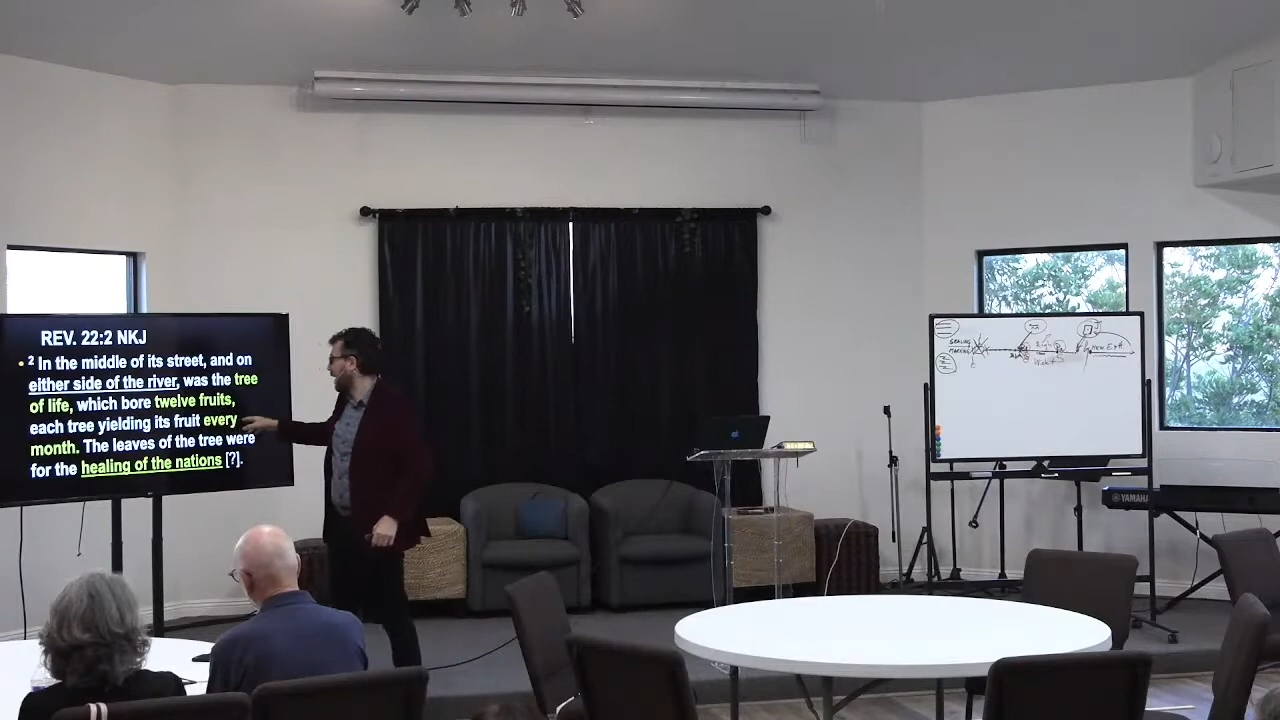 REV. 22:2 NKJ
• ² In the middle of its street, and on
either side of the river, was the tree
of life, which bore twelve fruits,
each tree yielding its fruit every
month. The leaves of the tree were
for the healing of the nations [?].
SEALING
MARKING
YAMAHA